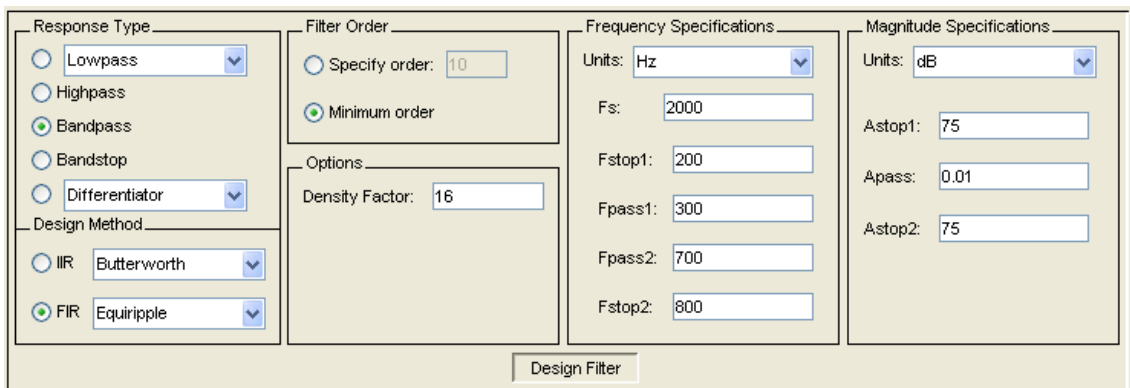 Response Type
Lowpass
Highpass
Bandpass
Bandstop
Differentiator
Design Method
IIR Butterworth
FIR Equiripple
Filter Order
Specify order: 10
Minimum order
Options
Density Factor: 16
Frequency Specifications
Units: Hz
Fs: 2000
Fstop1: 200
Fpass1: 300
Fpass2: 700
Fstop2: 800
Magnitude Specifications
Units: dB
Astop1: 75
Apass: 0.01
Astop2: 75
Design Filter